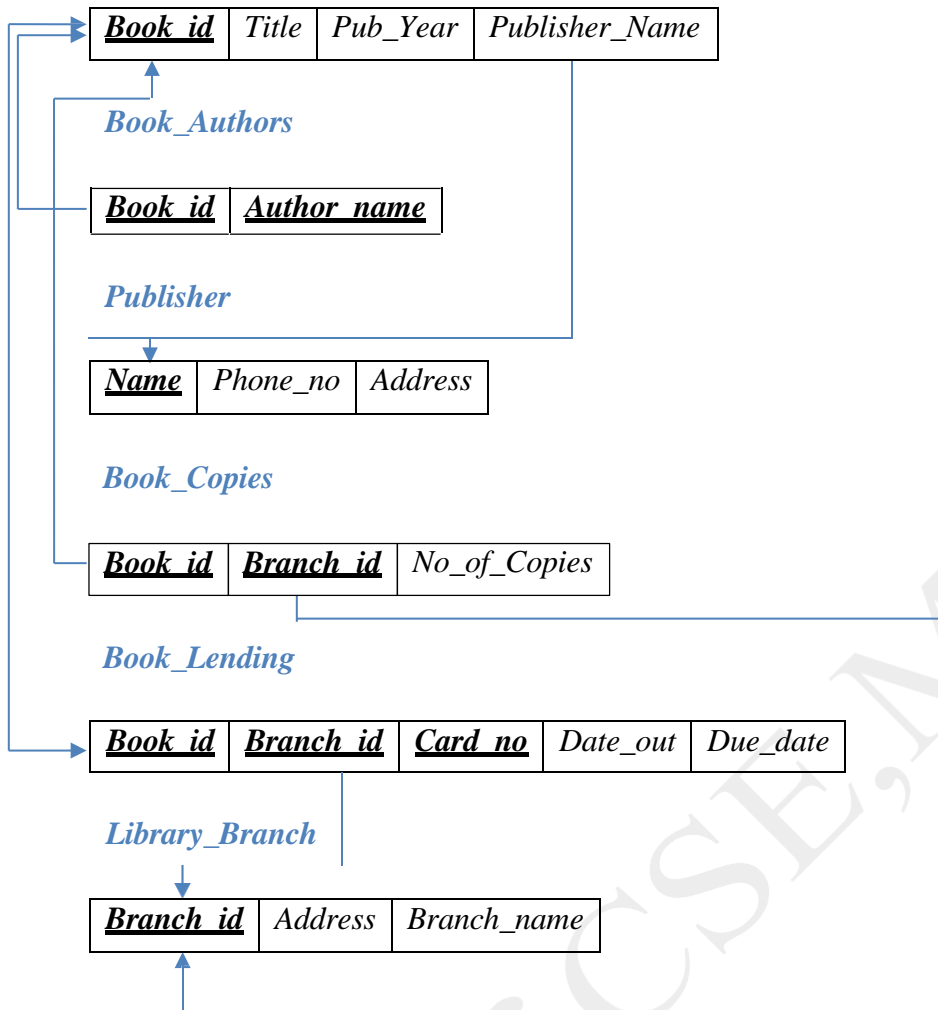 Book_id Title Pub_Year Publisher_Name
Book_Authors
Book_id Author_name
Publisher
Name Phone_no Address
Book_Copies
Book_id Branch_id No_of_Copies
Book_Lending
Book_id Branch_id Card_no Date_out Due_date
Library_Branch
Branch_id Address Branch_name
CSE,